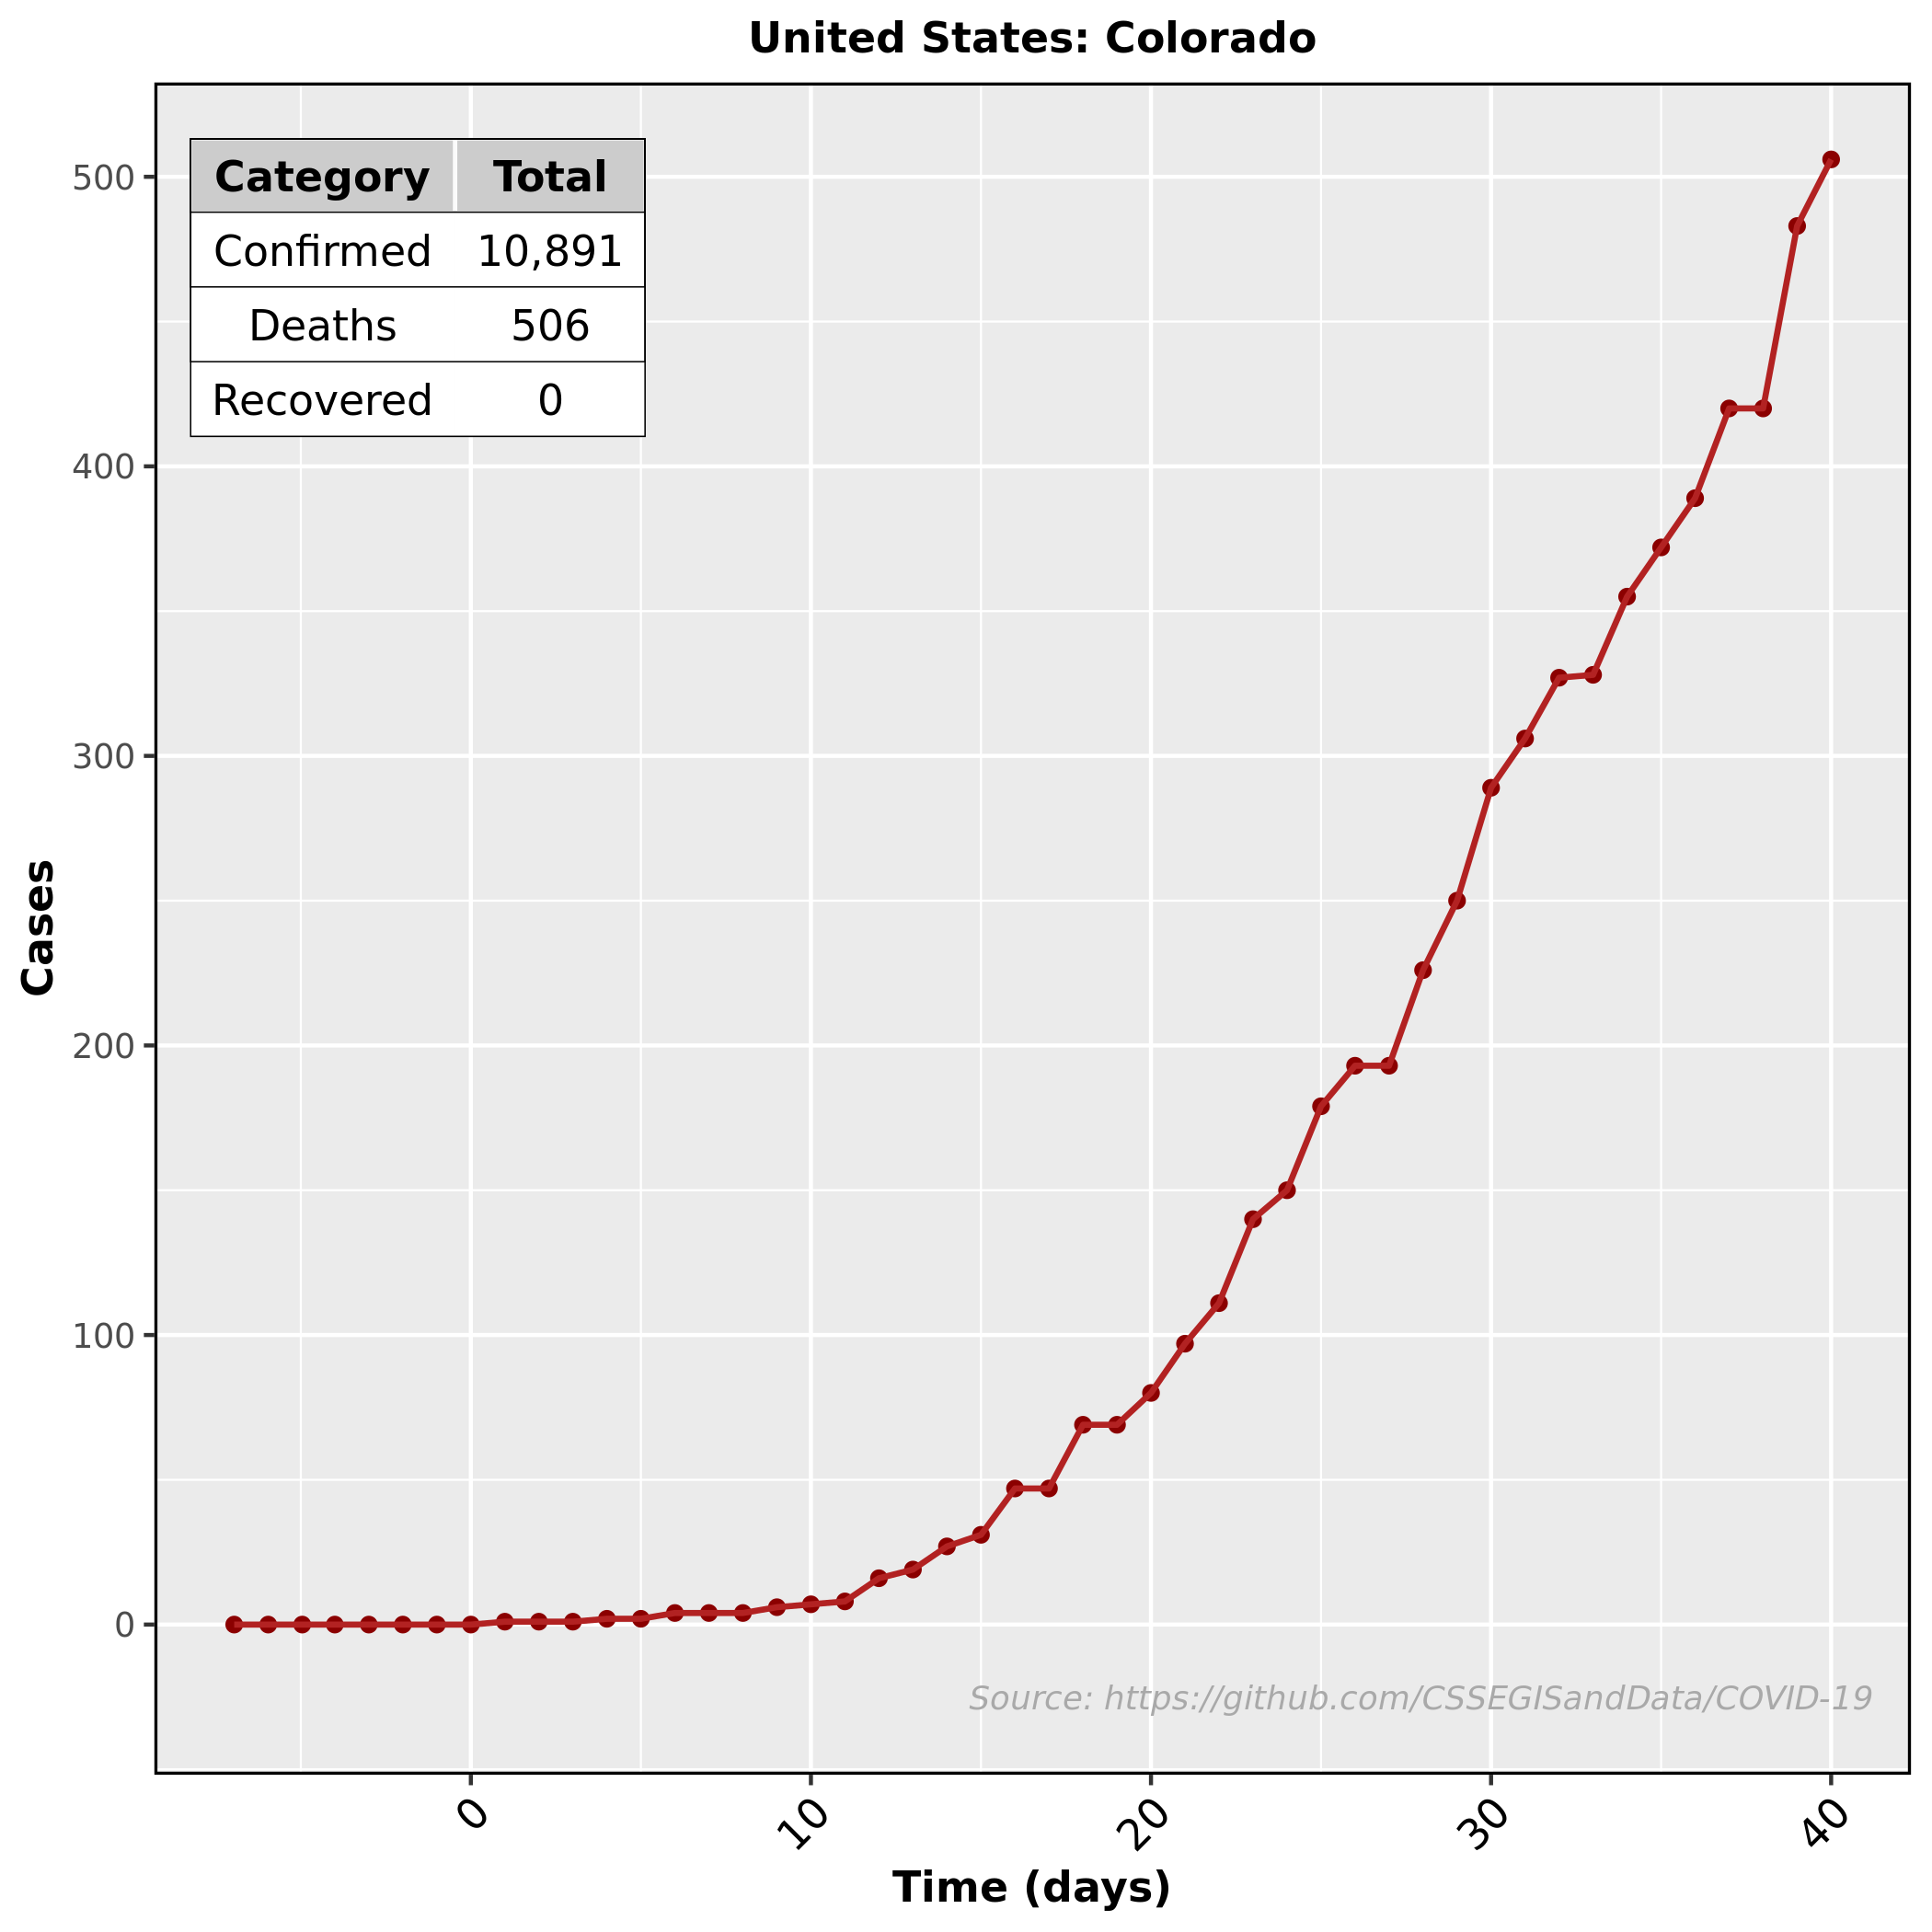 United States: Colorado
Category Total
Confirmed 10,891
Deaths 506
Recovered 0
500
400
300
200
100
0
Cases
Source: https://github.com/CSSEGISandData/COVID-19
0 10 20 30 40
Time (days)